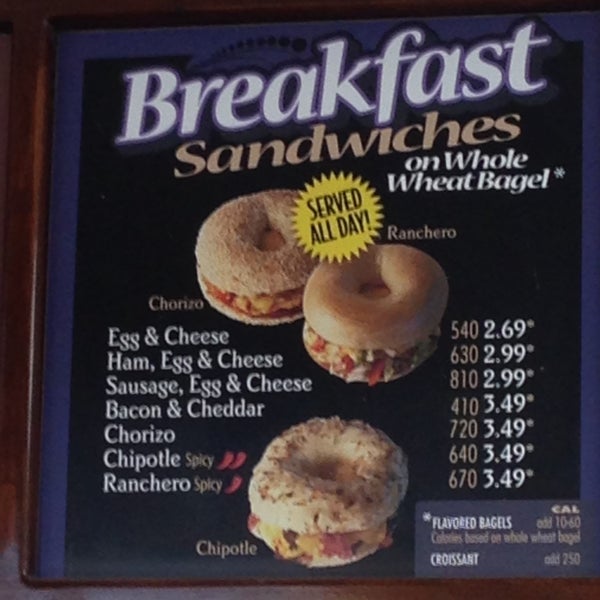 Breakfast
Sandwiches
on Whole
Wheat Bagel*
SERVED
ALL DAY!
Ranchero
Chorizo
Egg & Cheese 540 2.69*
Ham, Egg & Cheese 630 2.99*
Sausage, Egg & Cheese 810 2.99*
Bacon & Cheddar 410 3.49*
Chorizo 720 3.49*
Chipotle Spicy 640 3.49*
Ranchero Spicy 670 3.49*
Chipotle
CAL
*FLAVORED BAGELS add 10-60
Calories based on whole wheat bagel
CROISSANT add 250